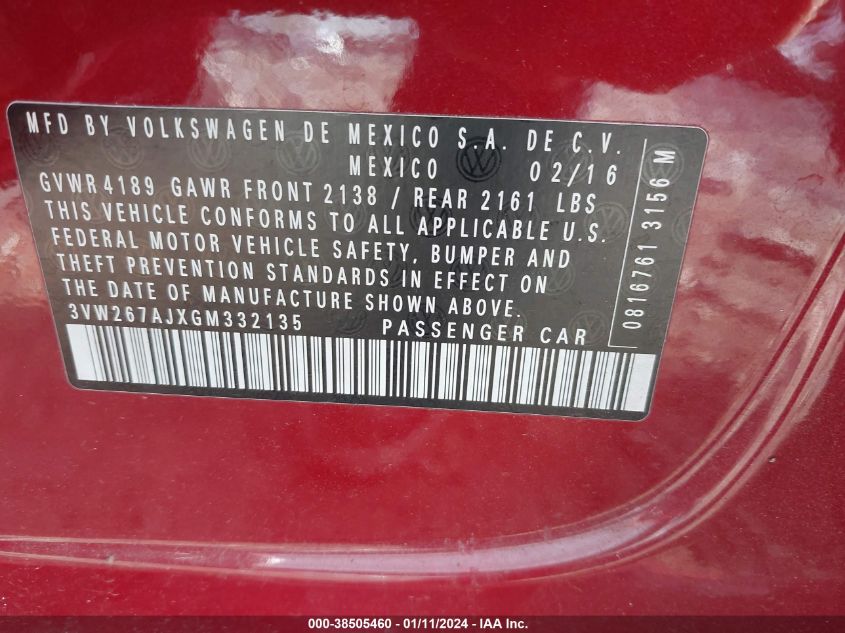 MFD BY VOLKSWAGEN DE MEXICO S.A. DE C.V.
MEXICO 02/16
GVWR 4189 GAWR FRONT 2138 / REAR 2161 LBS
THIS VEHICLE CONFORMS TO ALL APPLICABLE U.S.
FEDERAL MOTOR VEHICLE SAFETY, BUMPER AND
THEFT PREVENTION STANDARDS IN EFFECT ON
THE DATE OF MANUFACTURE SHOWN ABOVE.
3VW267AJXGM332135 PASSENGER CAR
0816761 3156 M
000-38505460 - 01/11/2024 - IAA Inc.